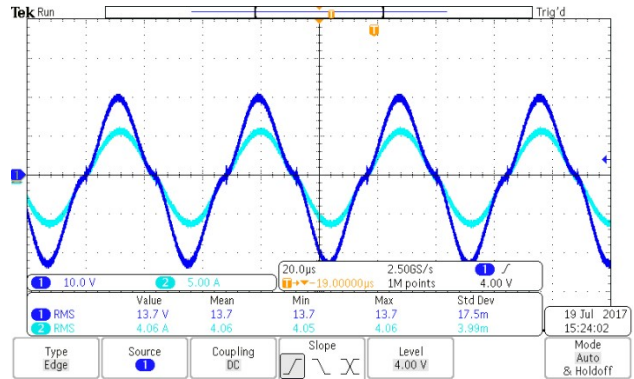 Tek Run Trig'd
T
T
1
1 10.0 V 2 5.00 A
20.0µs 2.50GS/s 1 /
T→▼-19.00000µs 1M points 4.00 V
Value Mean Min Max Std Dev
1 RMS 13.7 V 13.7 13.7 13.7 17.5m
2 RMS 4.06 A 4.06 4.05 4.06 3.99m
19 Jul 2017
15:24:02
Type
Edge
Source
1
Coupling
DC
Slope
Level
4.00 V
Mode
Auto
& Holdoff